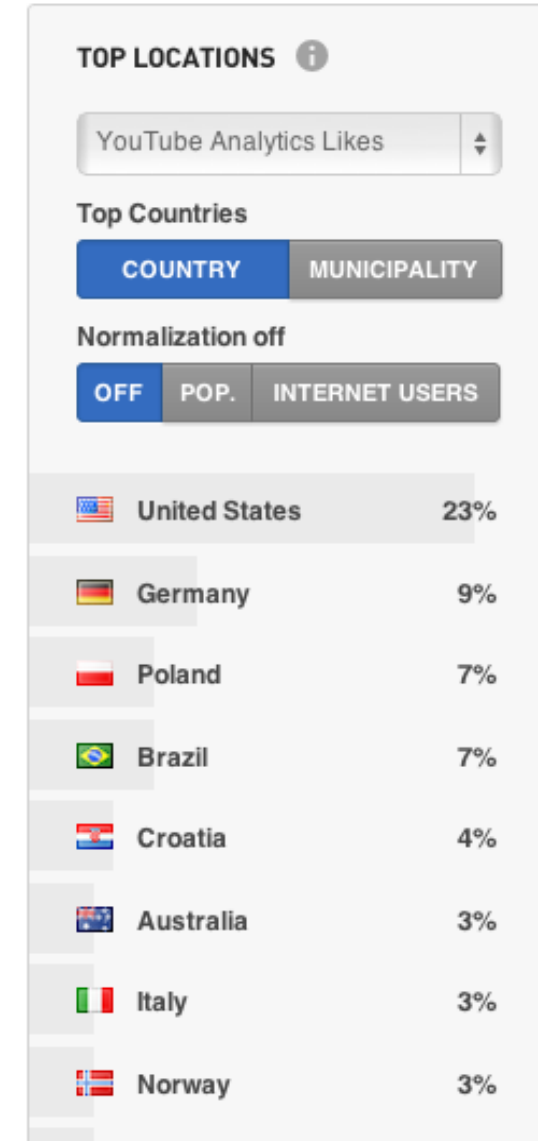 TOP LOCATIONS i
YouTube Analytics Likes
Top Countries
COUNTRY MUNICIPALITY
Normalization off
OFF POP. INTERNET USERS
United States 23%
Germany 9%
Poland 7%
Brazil 7%
Croatia 4%
Australia 3%
Italy 3%
Norway 3%